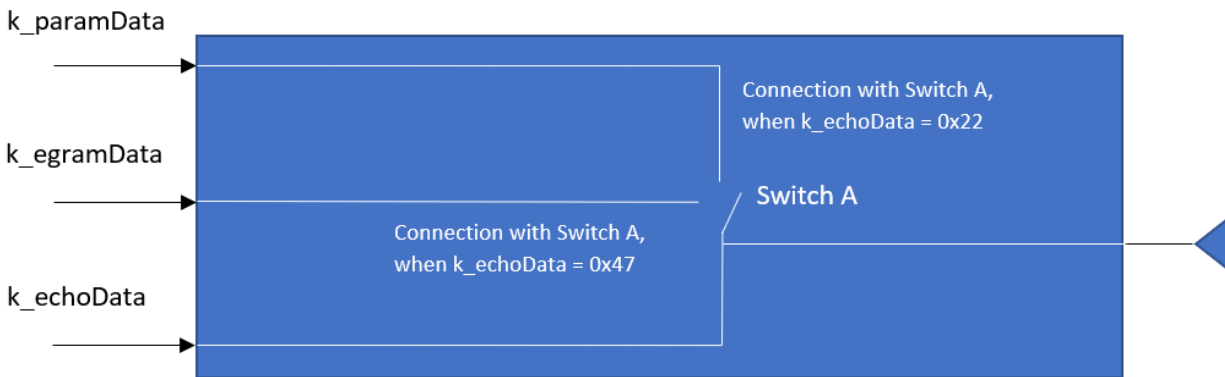 k_paramData
Connection with Switch A,
when k_echoData = 0x22
k_egramData
Switch A
Connection with Switch A,
when k_echoData = 0x47
k_echoData